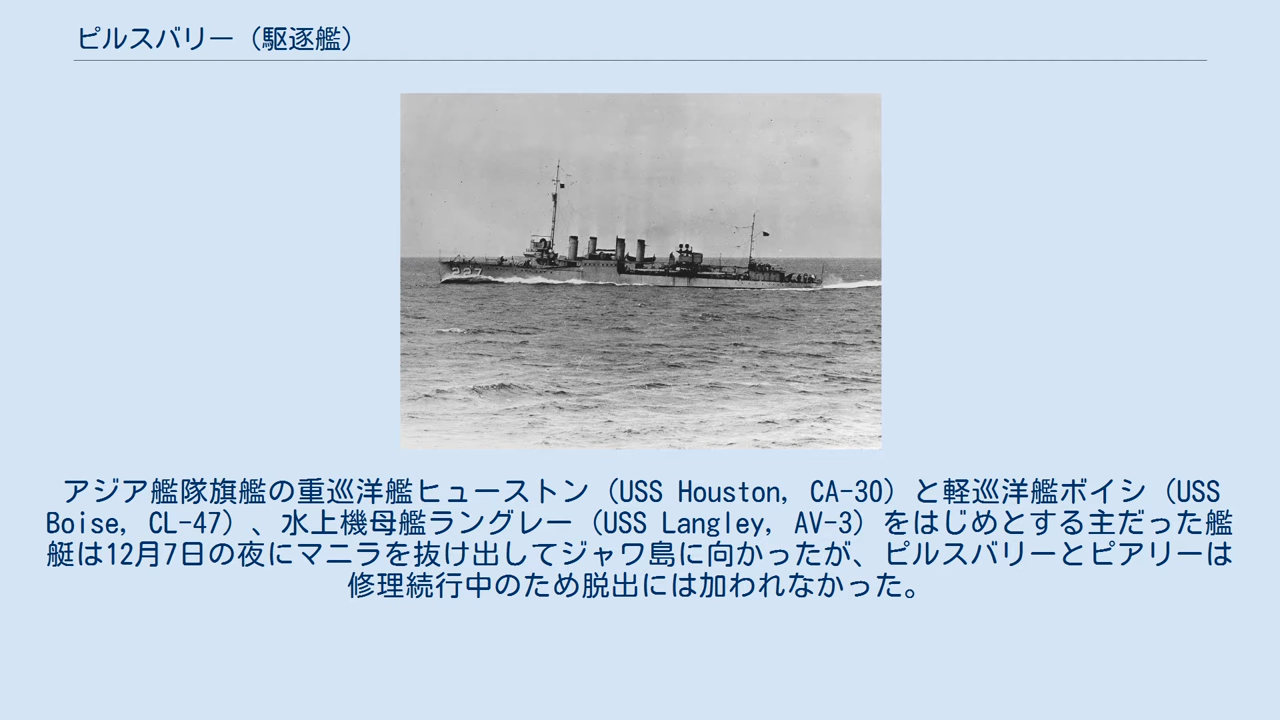 ピルスバリー（駆逐艦）
227
アジア艦隊旗艦の重巡洋艦ヒューストン（USS Houston, CA-30）と軽巡洋艦ボイシ（USS
Boise, CL-47）、水上機母艦ラングレー（USS Langley, AV-3）をはじめとする主だった艦
艇は12月7日の夜にマニラを抜け出してジャワ島に向かったが、ピルスバリーとピアリーは
修理続行中のため脱出には加われなかった。